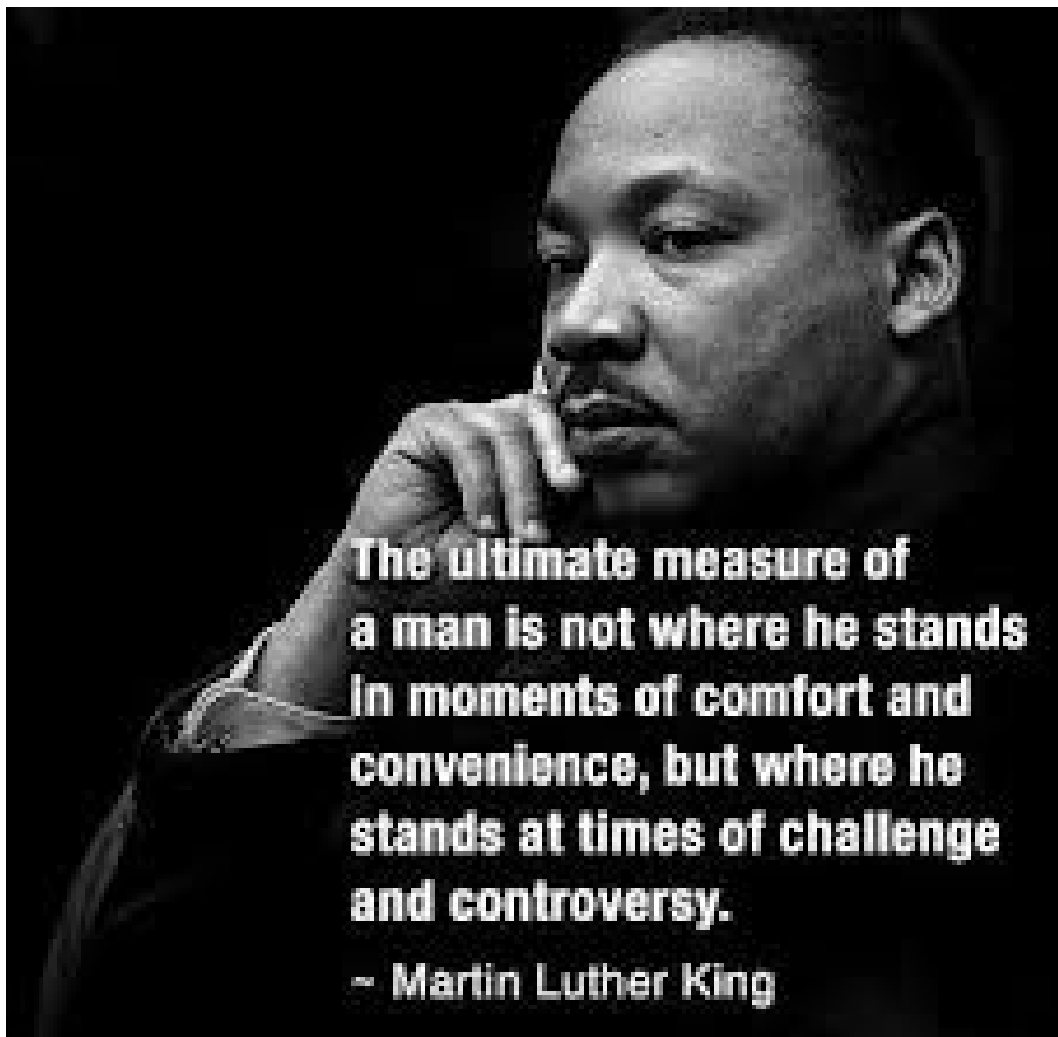 The ultimate measure of
a man is not where he stands
in moments of comfort and
convenience, but where he
stands at times of challenge
and controversy.
~ Martin Luther King